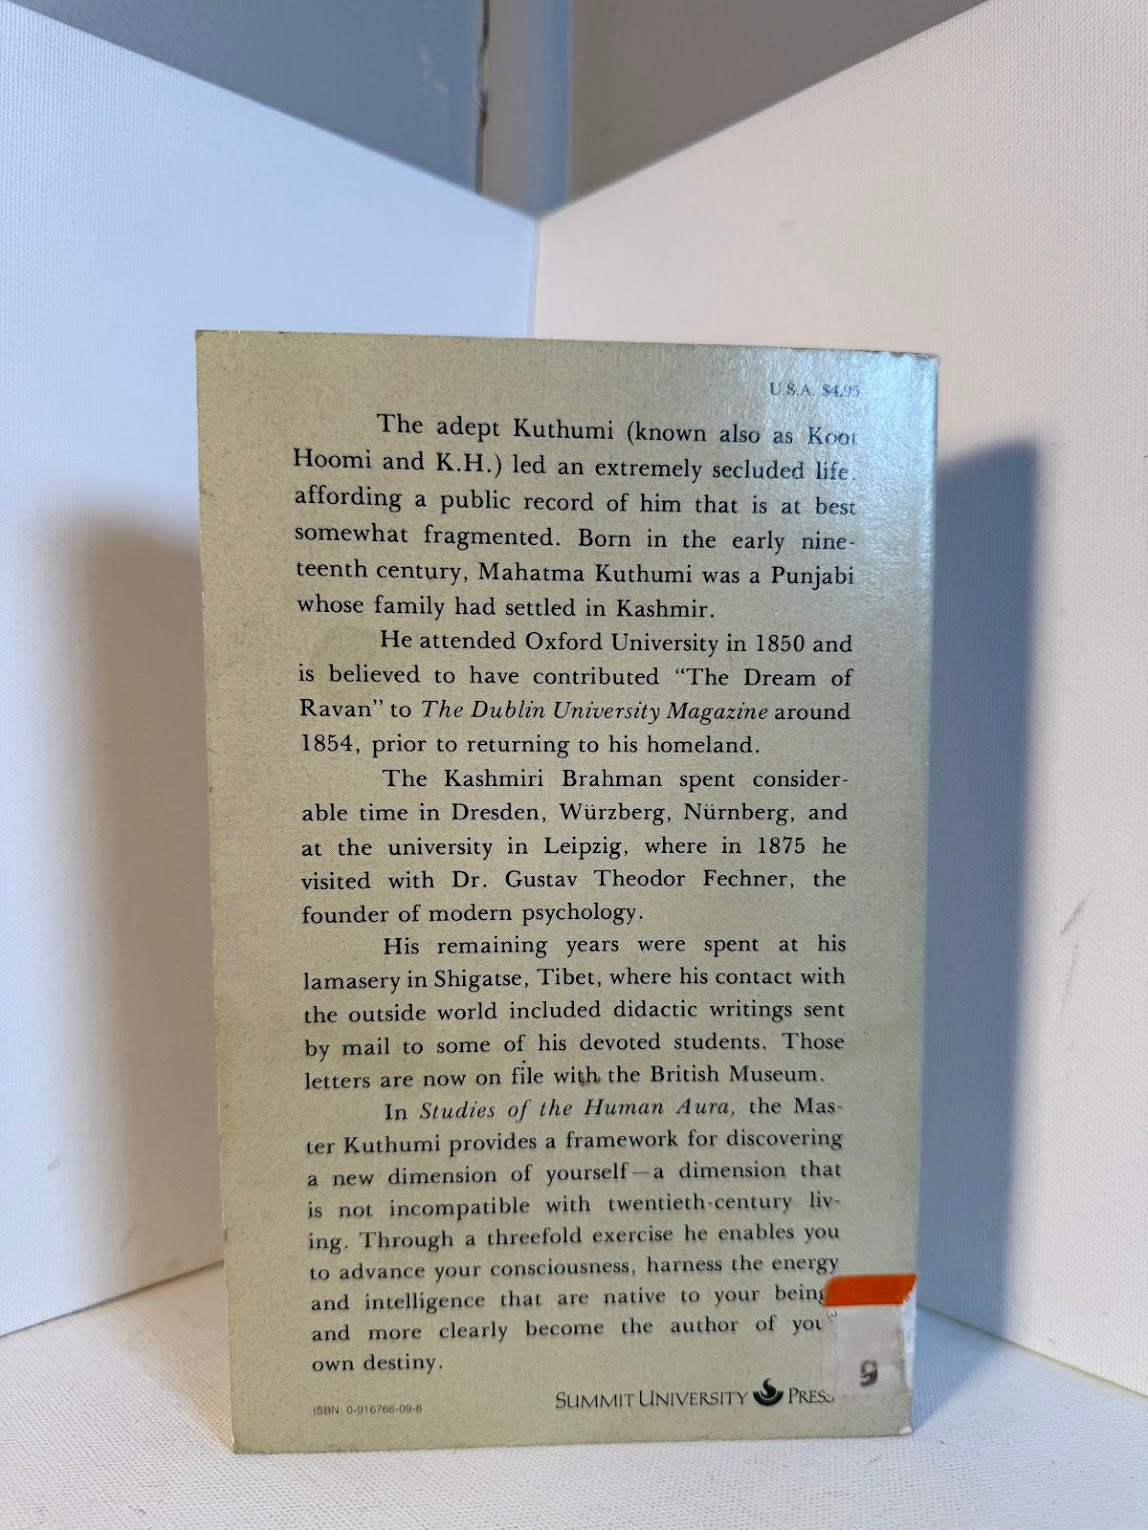 U.S.A. $4.95
The adept Kuthumi (known also as Koot
Hoomi and K.H.) led an extremely secluded life,
affording a public record of him that is at best
somewhat fragmented. Born in the early nine-
teenth century, Mahatma Kuthumi was a Punjabi
whose family had settled in Kashmir.
He attended Oxford University in 1850 and
is believed to have contributed “The Dream of
Ravan” to The Dublin University Magazine around
1854, prior to returning to his homeland.
The Kashmiri Brahman spent consider-
able time in Dresden, Würzberg, Nürnberg, and
at the university in Leipzig, where in 1875 he
visited with Dr. Gustav Theodor Fechner, the
founder of modern psychology.
His remaining years were spent at his
lamasery in Shigatse, Tibet, where his contact with
the outside world included didactic writings sent
by mail to some of his devoted students. Those
letters are now on file with the British Museum.
In Studies of the Human Aura, the Mas-
ter Kuthumi provides a framework for discovering
a new dimension of yourself—a dimension that
is not incompatible with twentieth-century liv-
ing. Through a threefold exercise he enables you
to advance your consciousness, harness the energy
and intelligence that are native to your being
and more clearly become the author of you
own destiny.
SUMMIT UNIVERSITY PRESS
ISBN: 0-916766-09-8